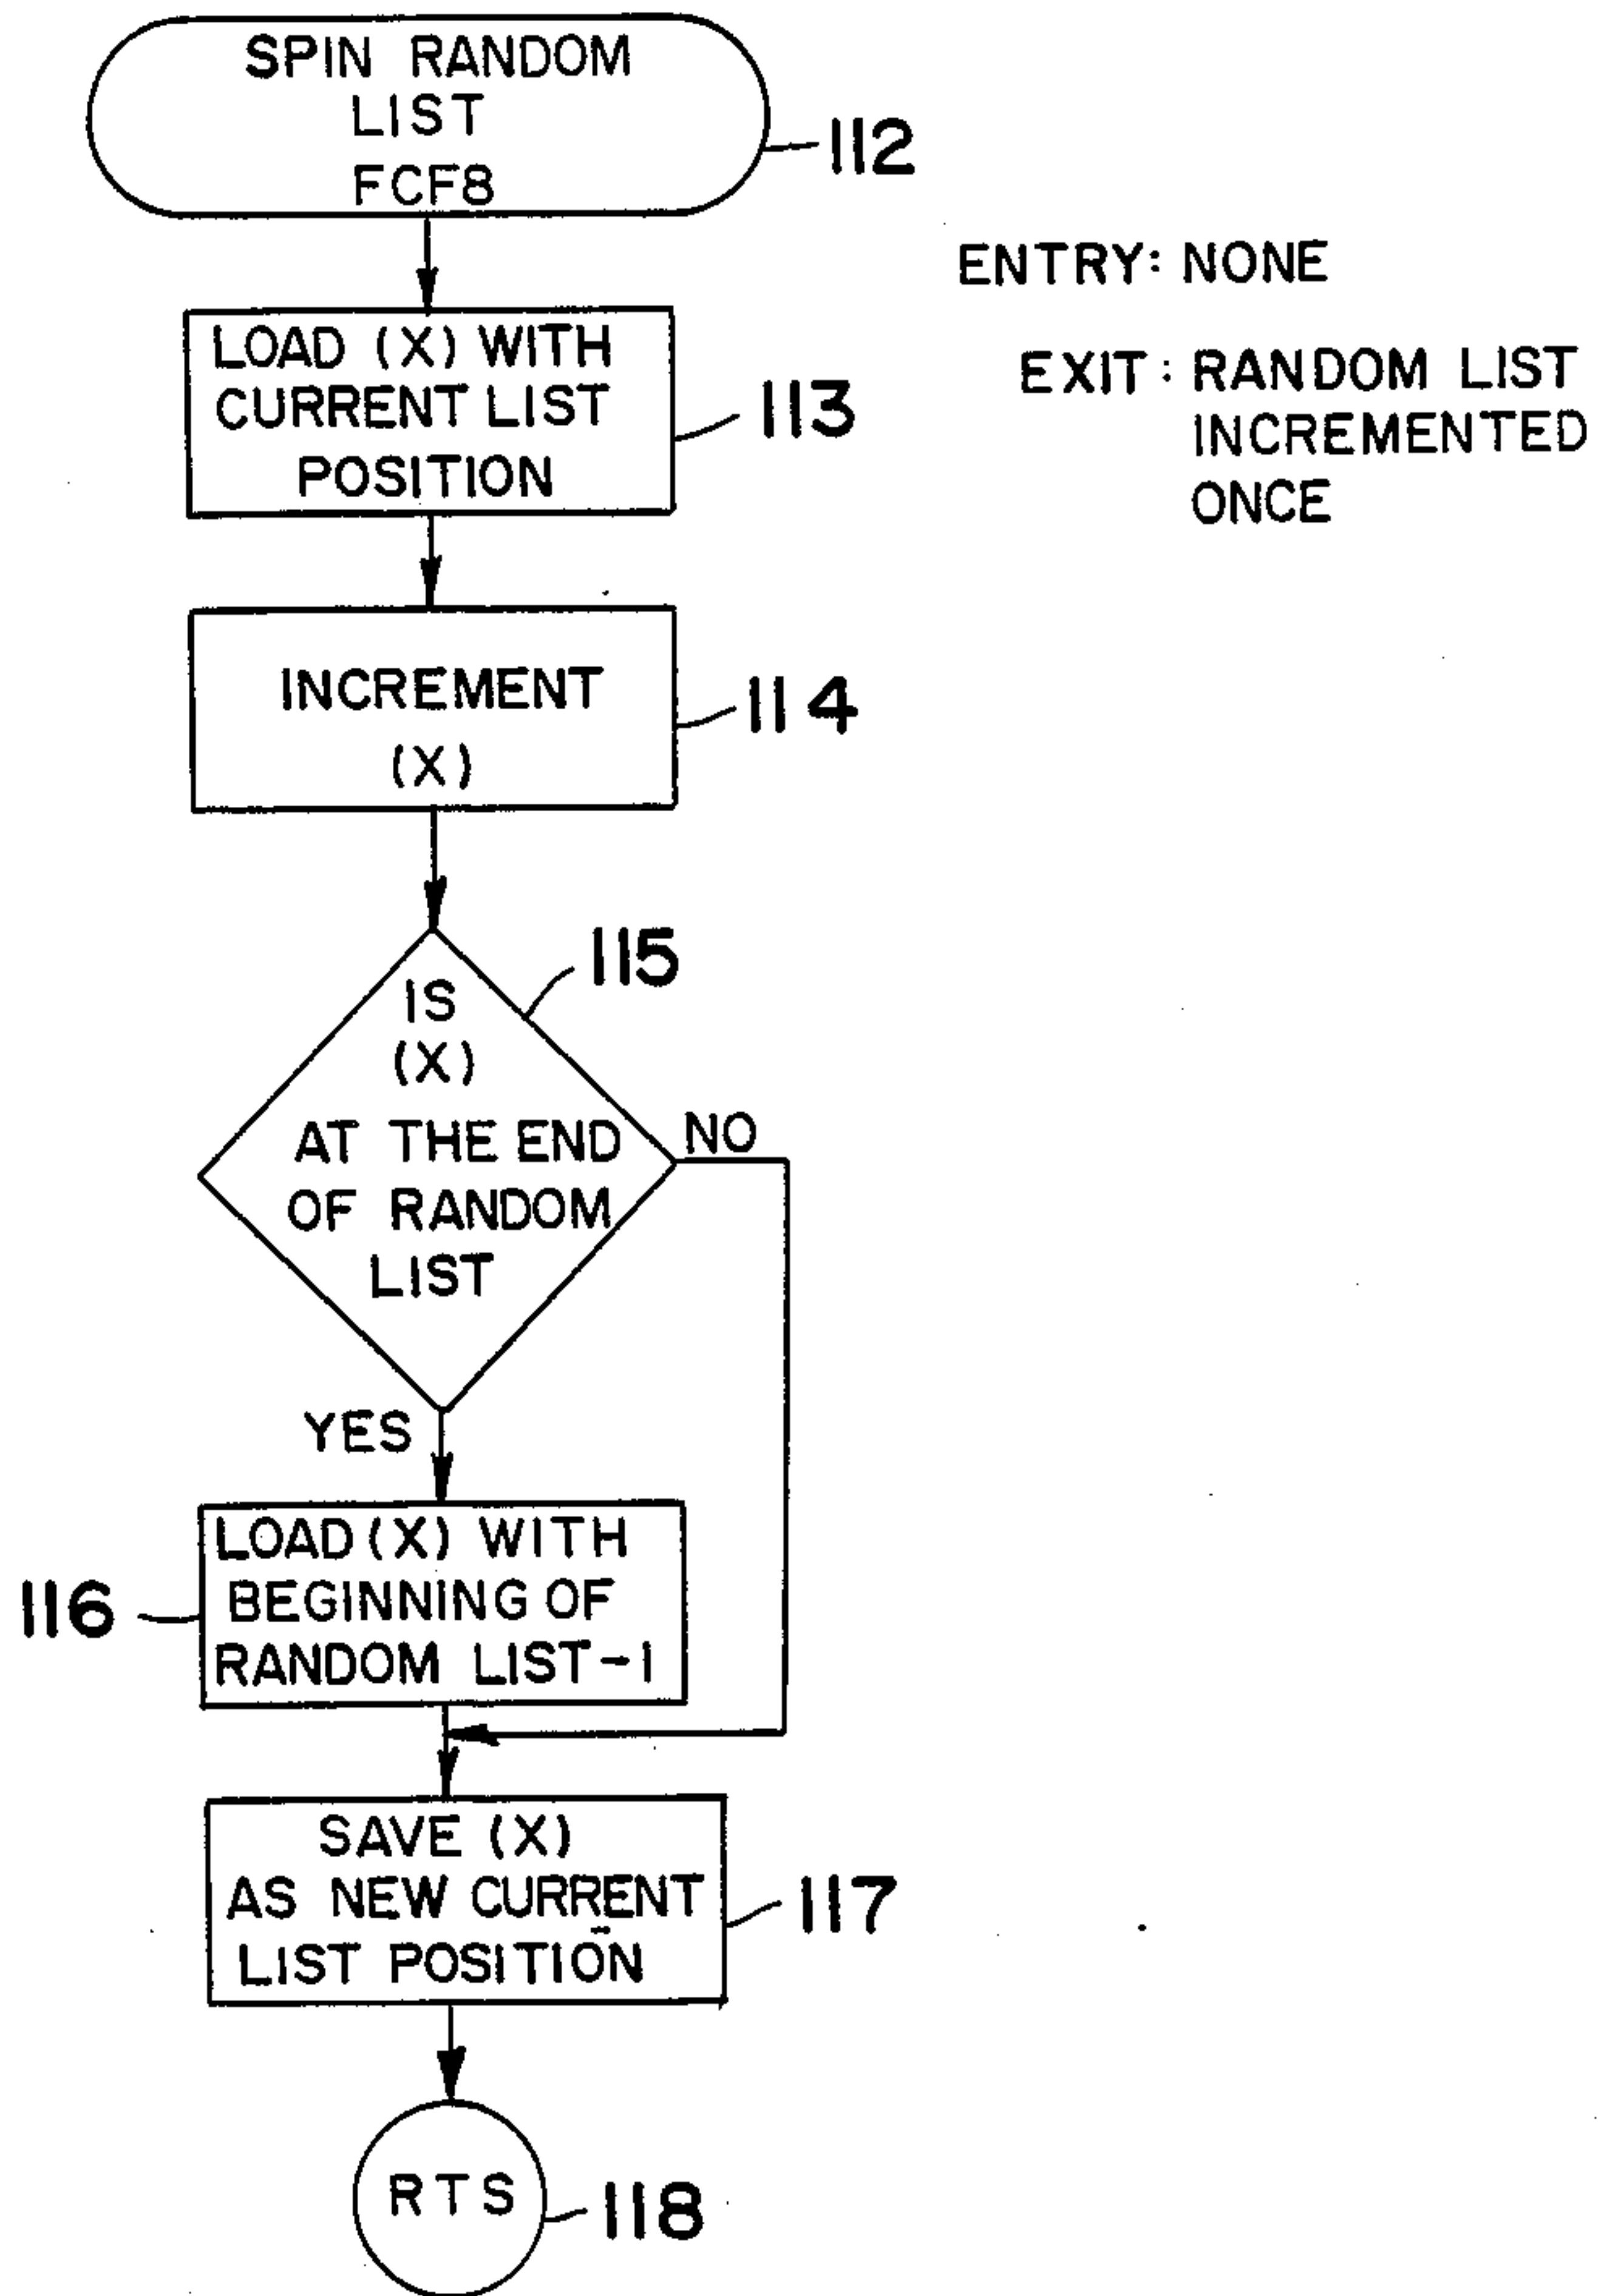 SPIN RANDOM
LIST
FCF8
112
ENTRY: NONE
EXIT: RANDOM LIST
INCREMENTED
ONCE
LOAD (X) WITH
CURRENT LIST
POSITION
113
INCREMENT
(X)
114
115
IS
(X)
AT THE END
OF RANDOM
LIST
NO
YES
LOAD (X) WITH
BEGINNING OF
RANDOM LIST-1
116
SAVE (X)
AS NEW CURRENT
LIST POSITION
117
RTS
118